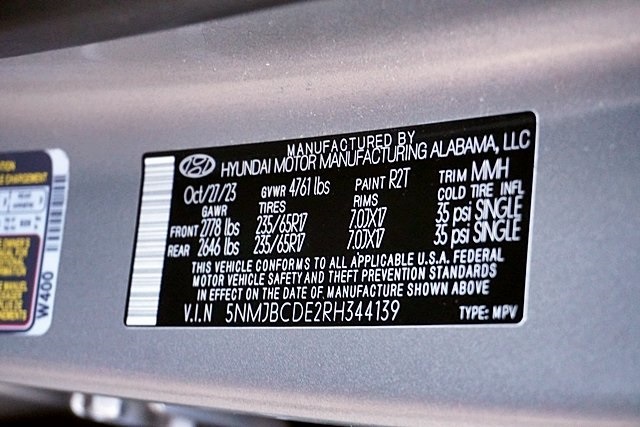 MANUFACTURED BY
HYUNDAI MOTOR MANUFACTURING ALABAMA, LLC
Oct/27/23 GVWR 4761 lbs PAINT R2T TRIM MMH
GAWR TIRES RIMS COLD TIRE INFL
FRONT 2778 lbs 235/65R17 7.0JX17 35 psi SINGLE
REAR 2646 lbs 235/65R17 7.0JX17 35 psi SINGLE
THIS VEHICLE CONFORMS TO ALL APPLICABLE U.S.A. FEDERAL
MOTOR VEHICLE SAFETY AND THEFT PREVENTION STANDARDS
IN EFFECT ON THE DATE OF MANUFACTURE SHOWN ABOVE
V.I.N 5NMJBCDE2RH344139 TYPE: MPV
W400